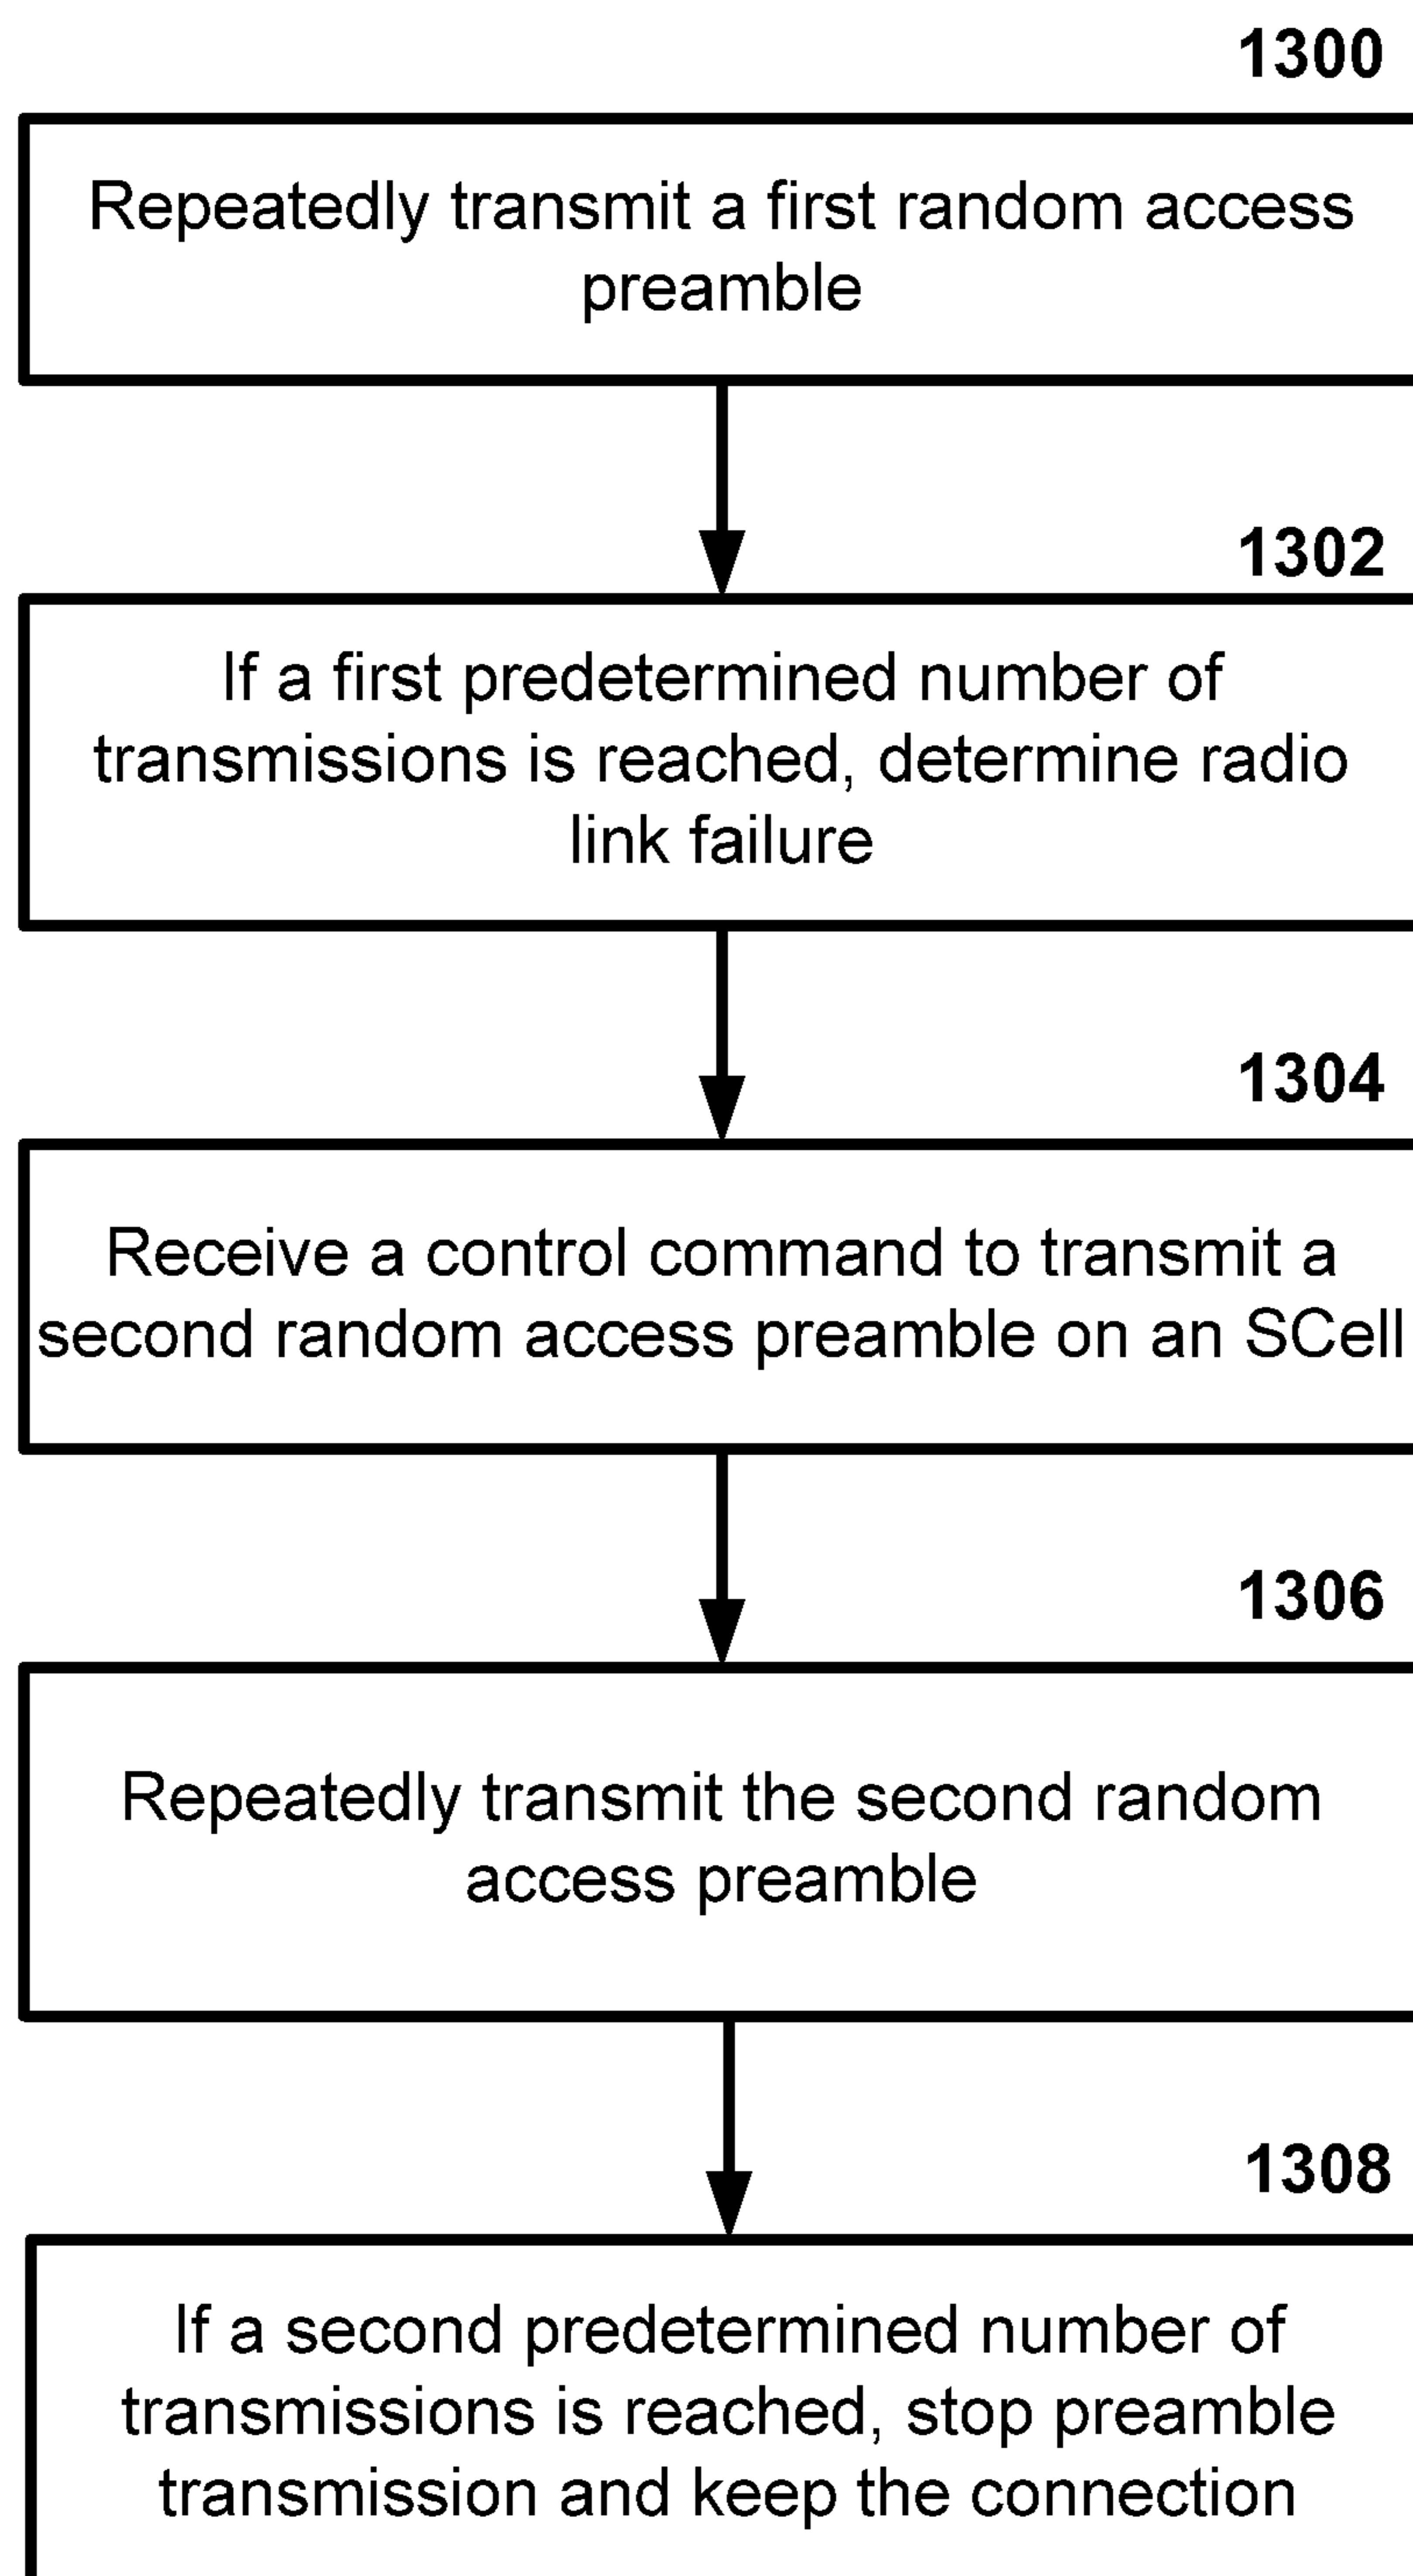 1300
Repeatedly transmit a first random access
preamble
1302
If a first predetermined number of
transmissions is reached, determine radio
link failure
1304
Receive a control command to transmit a
second random access preamble on an SCell
1306
Repeatedly transmit the second random
access preamble
1308
If a second predetermined number of
transmissions is reached, stop preamble
transmission and keep the connection